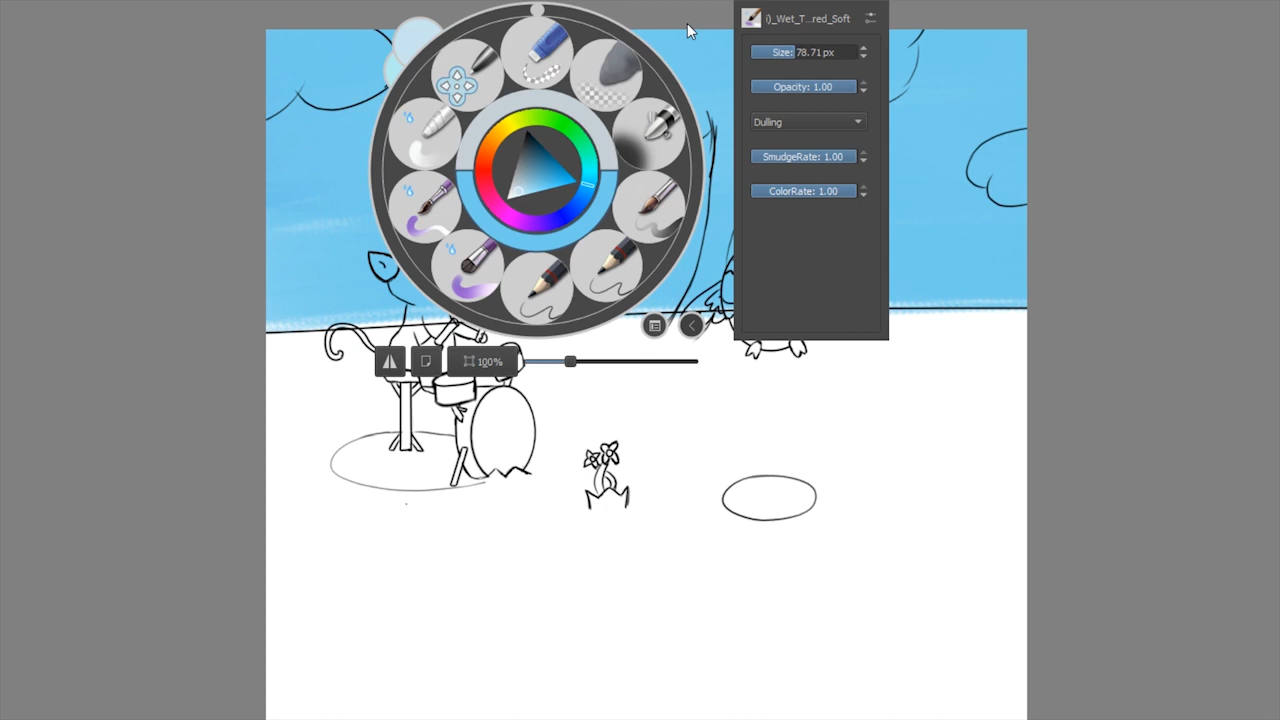 i)_Wet_T...red_Soft
Size: 78.71 px
Opacity: 1.00
Dulling
SmudgeRate: 1.00
ColorRate: 1.00
100%